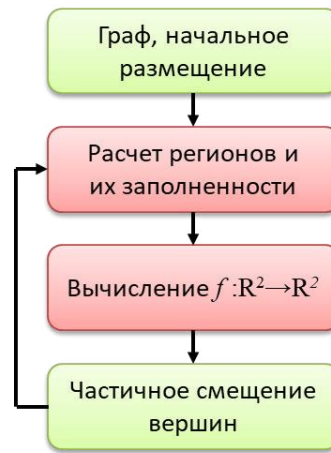 Граф, начальное
размещение
Расчет регионов и
их заполненности
Вычисление f :R²→R²
Частичное смещение
вершин